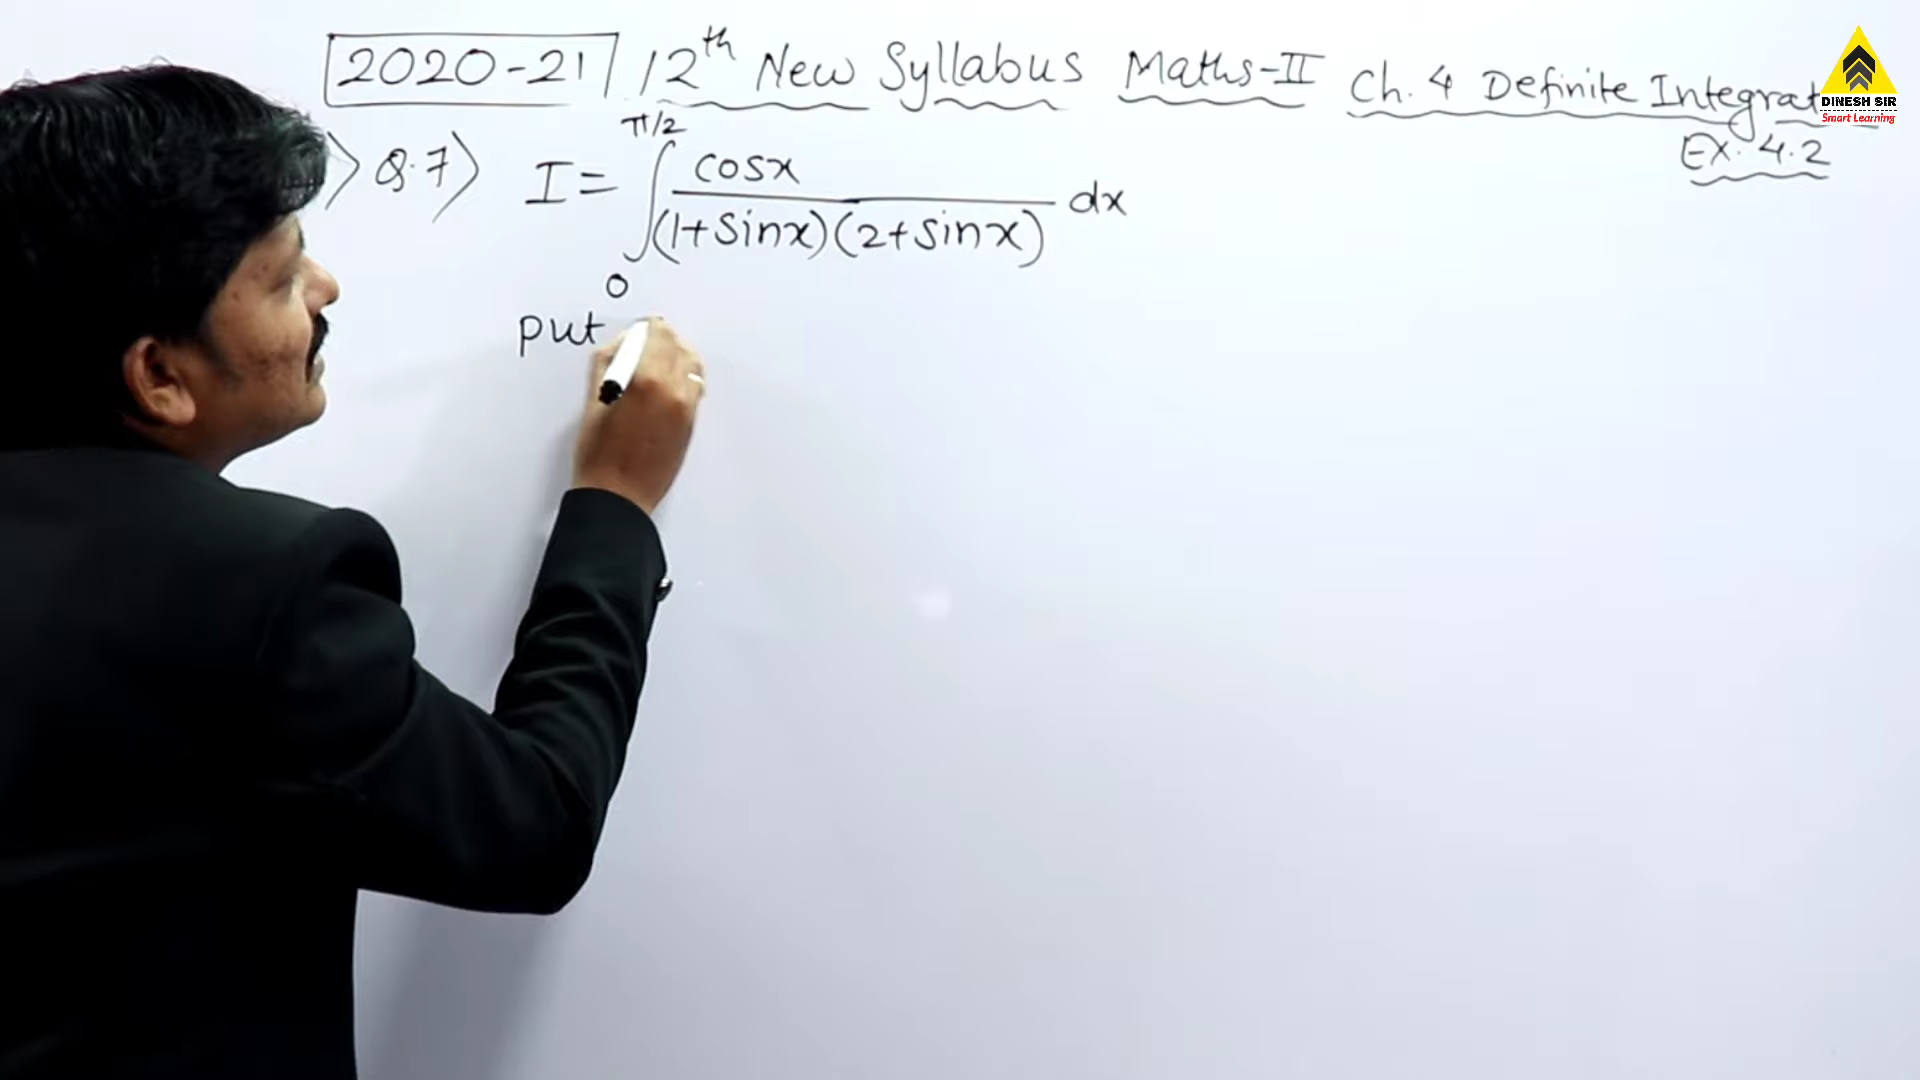 2020-21 12th New Syllabus Maths-II Ch. 4 Definite Integrat
DINESH SIR
Smart Learning
Ex. 4.2
> Q.7> I = ∫ cosx / (1+sinx)(2+sinx) dx
π/2
0
put